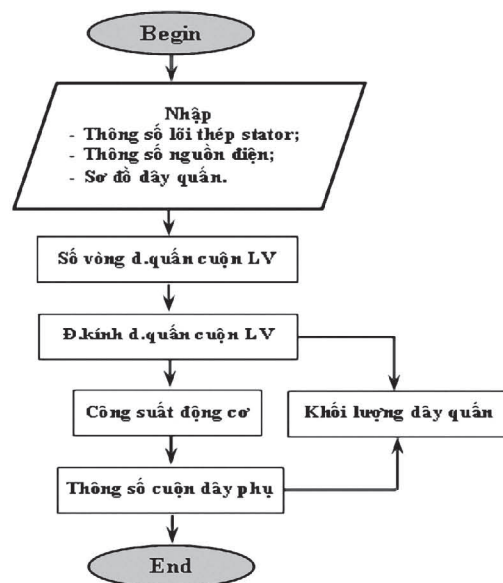 Begin
Nhập
- Thông số lõi thép stator;
- Thông số nguồn điện;
- Sơ đồ dây quấn.
Số vòng d.quấn cuộn LV
Đ.kính d.quấn cuộn LV
Công suất động cơ
Khối lượng dây quấn
Thông số cuộn dây phụ
End